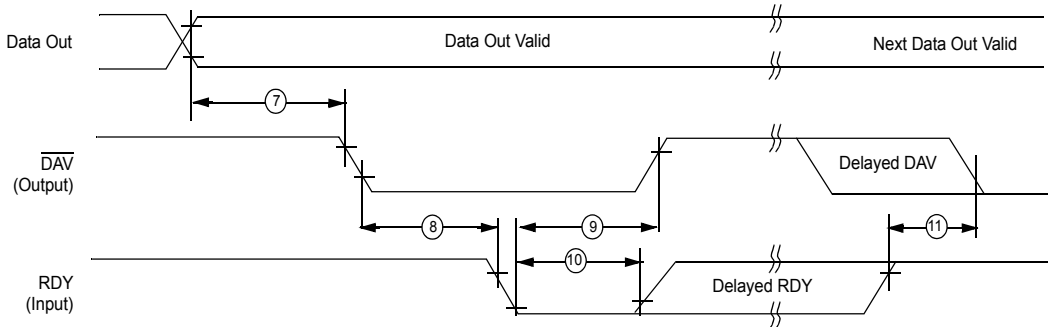 Data Out
Data Out Valid
Next Data Out Valid
7
DAV
(Output)
Delayed DAV
8
9
11
10
RDY
(Input)
Delayed RDY